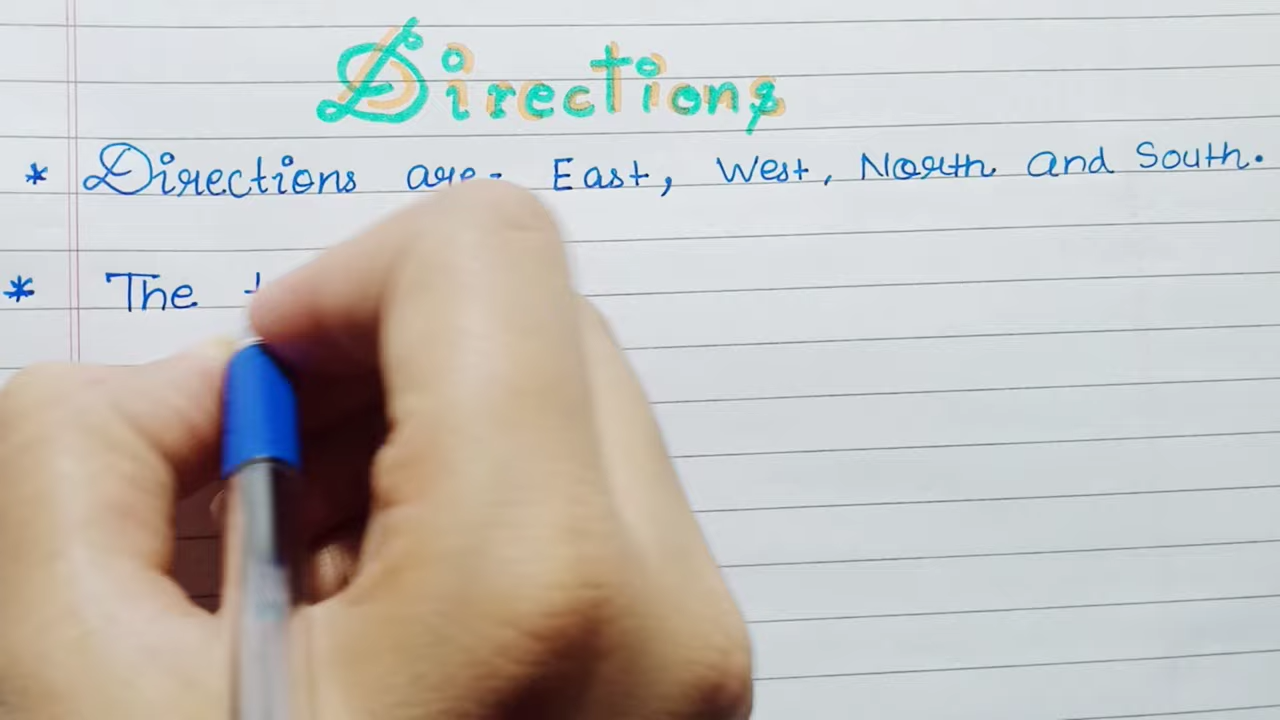 Directions
* Directions are- East, West, North and South.
* The t